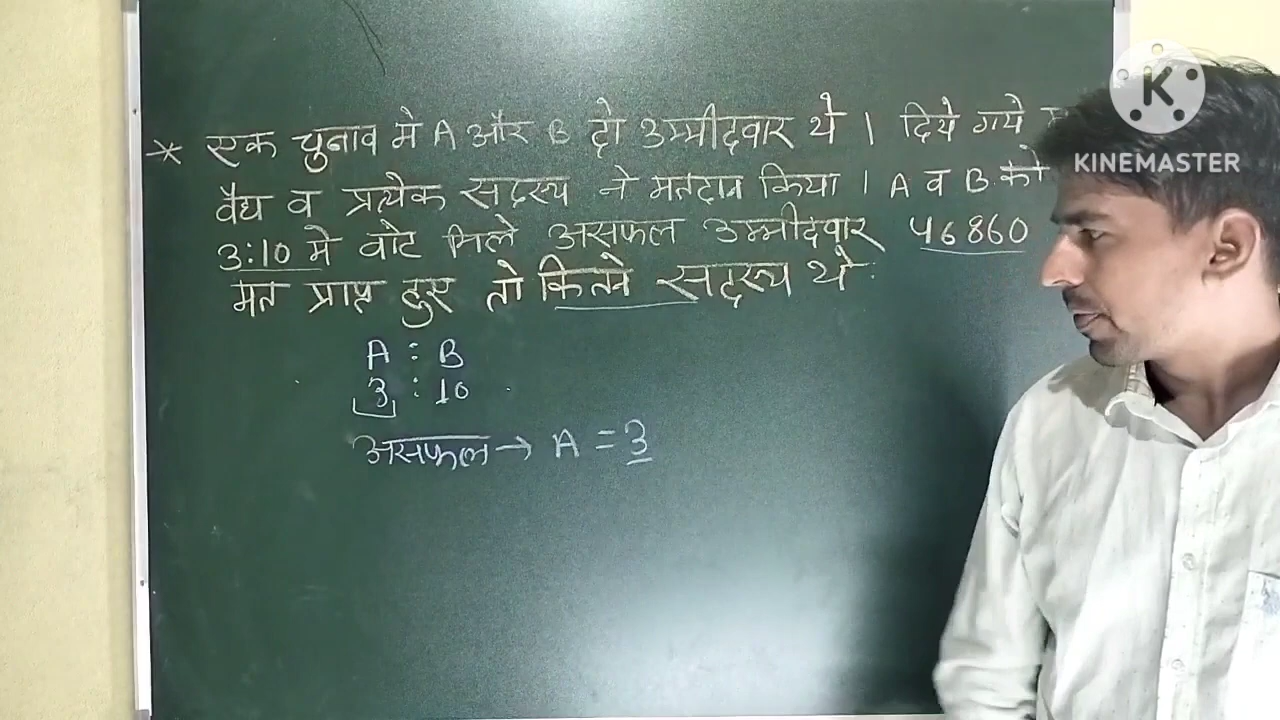 * एक चुनाव मे A और B दो उम्मीदवार थे । दिये गये
वैद्य व प्रत्येक सदस्य ने मतदान किया । A व B को
3:10 मे वोट मिले असफल उम्मीदवार 46860
मत प्राप्त हुए तो कितने सदस्य थे
A : B
3 : 10
असफल → A = 3
K
KINEMASTER